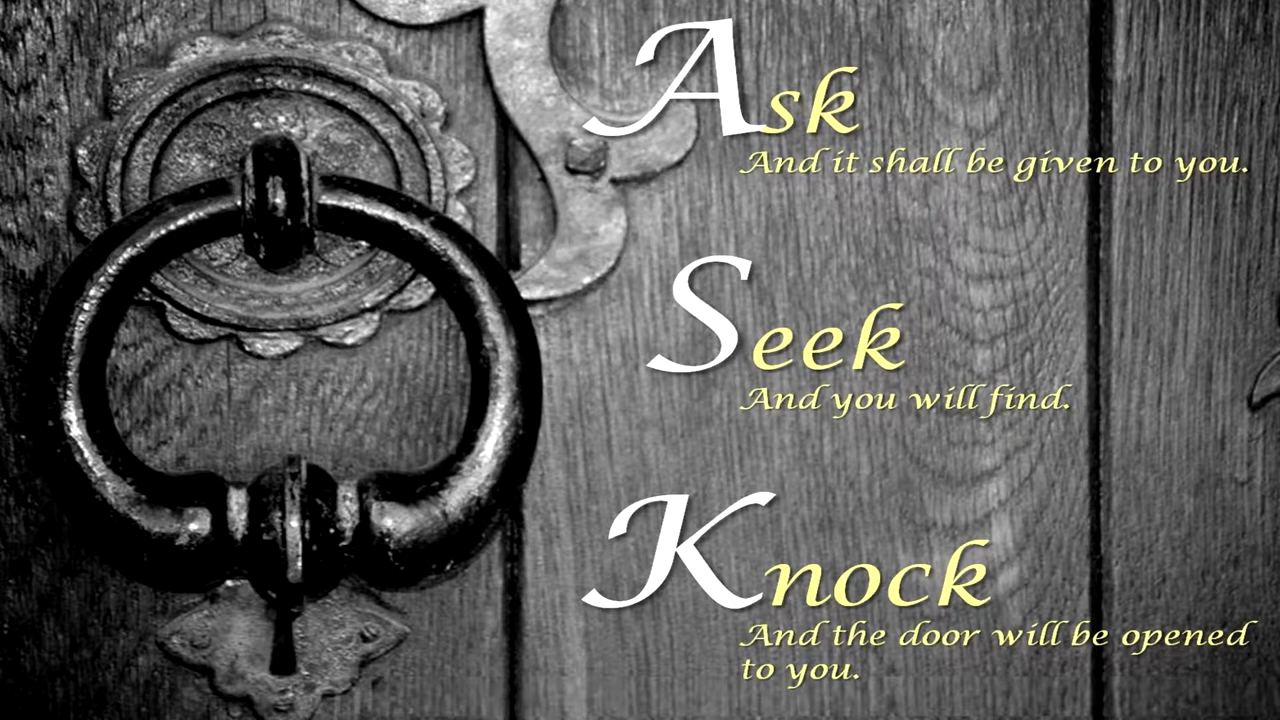 Ask
And it shall be given to you.
Seek
And you will find.
Knock
And the door will be opened
to you.